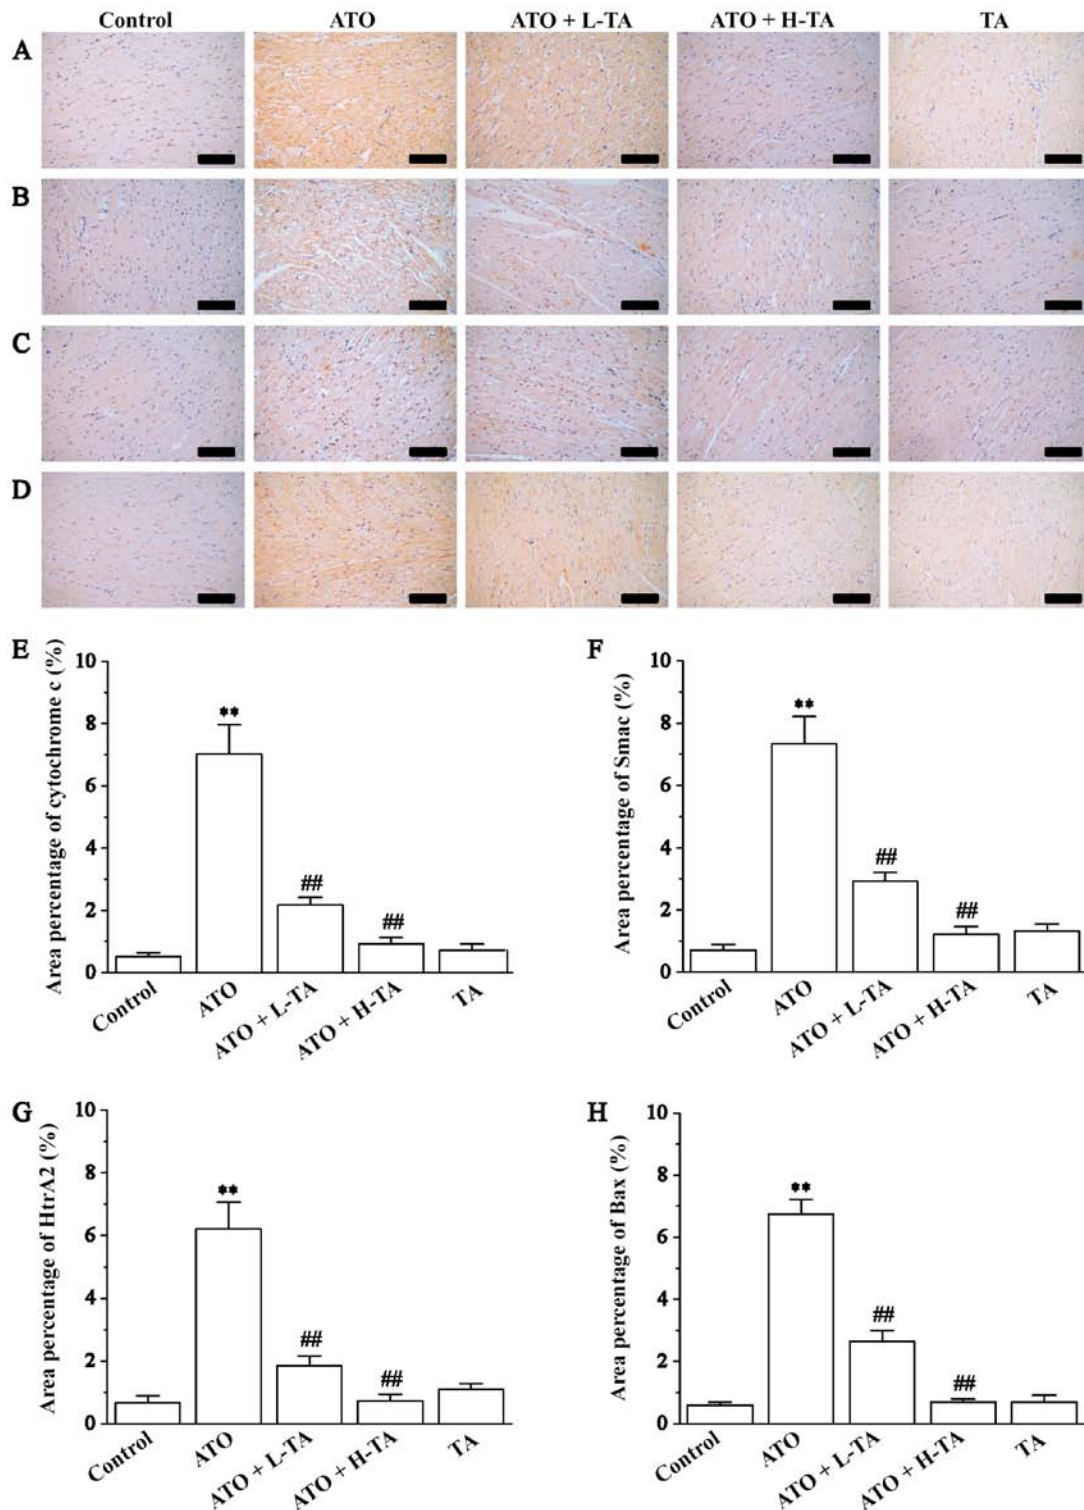 Control ATO ATO + L-TA ATO + H-TA TA
A
B
C
D
E
Area percentage of cytochrome c (%)
10
8
6
4
2
0
**
##
##
Control
ATO
ATO + L-TA
ATO + H-TA
TA
F
Area percentage of Smac (%)
10
8
6
4
2
0
**
##
##
Control
ATO
ATO + L-TA
ATO + H-TA
TA
G
Area percentage of HtrA2 (%)
10
8
6
4
2
0
**
##
##
Control
ATO
ATO + L-TA
ATO + H-TA
TA
H
Area percentage of Bax (%)
10
8
6
4
2
0
**
##
##
Control
ATO
ATO + L-TA
ATO + H-TA
TA